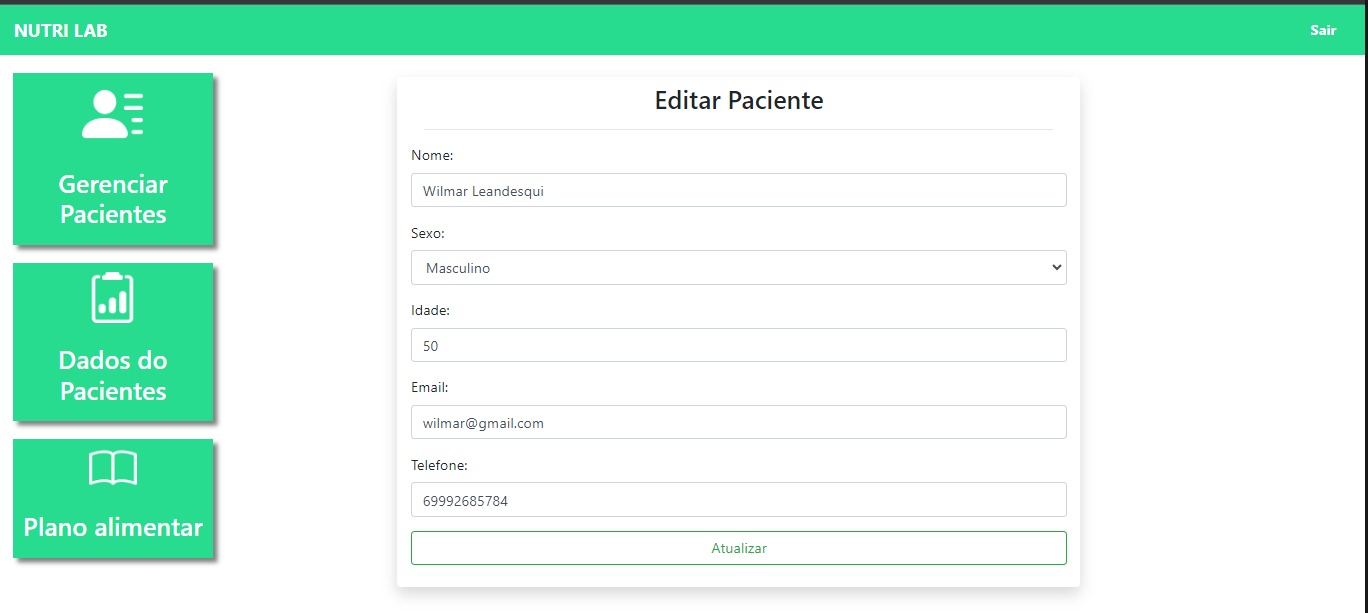 NUTRI LAB
Sair
Gerenciar
Pacientes
Dados do
Pacientes
Plano alimentar
Editar Paciente
Nome:
Wilmar Leandesqui
Sexo:
Masculino
Idade:
50
Email:
wilmar@gmail.com
Telefone:
69992685784
Atualizar